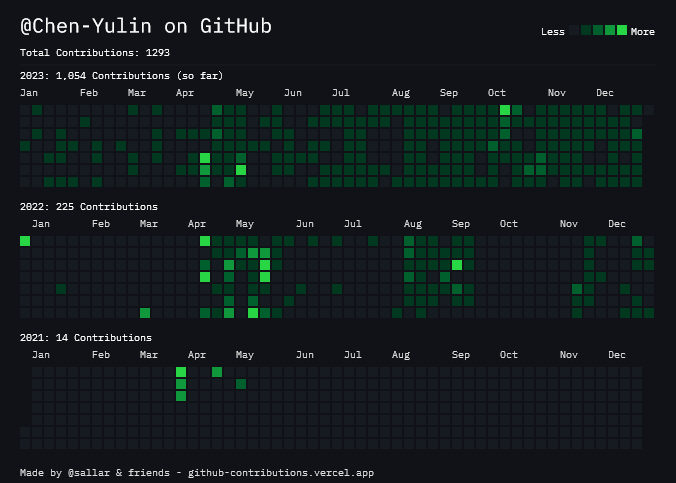 @Chen-Yulin on GitHub
Less More
Total Contributions: 1293
2023: 1,054 Contributions (so far)
Jan Feb Mar Apr May Jun Jul Aug Sep Oct Nov Dec
2022: 225 Contributions
Jan Feb Mar Apr May Jun Jul Aug Sep Oct Nov Dec
2021: 14 Contributions
Jan Feb Mar Apr May Jun Jul Aug Sep Oct Nov Dec
Made by @sallar & friends - github-contributions.vercel.app